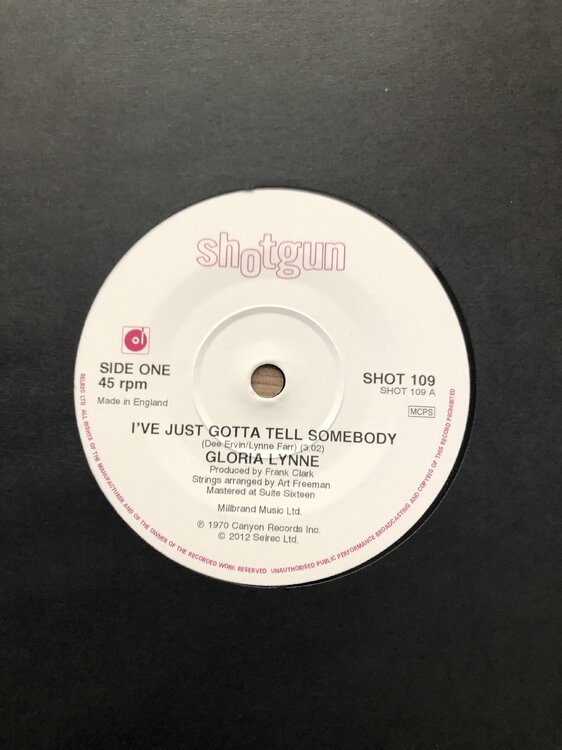 shotgun
SIDE ONE
45 rpm
Made in England
SHOT 109
SHOT 109 A
MCPS
I'VE JUST GOTTA TELL SOMEBODY
(Dee Ervin/Lynne Farr) (3:02)
GLORIA LYNNE
Produced by Frank Clark
Strings arranged by Art Freeman
Mastered at Suite Sixteen
Millbrand Music Ltd.
℗ 1970 Canyon Records Inc.
© 2012 Selrec Ltd.
SELREC LTD ALL RIGHTS OF THE MANUFACTURER AND OF THE OWNER OF THE RECORDED WORK RESERVED UNAUTHORISED PUBLIC PERFORMANCE BROADCASTING AND COPYING OF THIS RECORD PROHIBITED